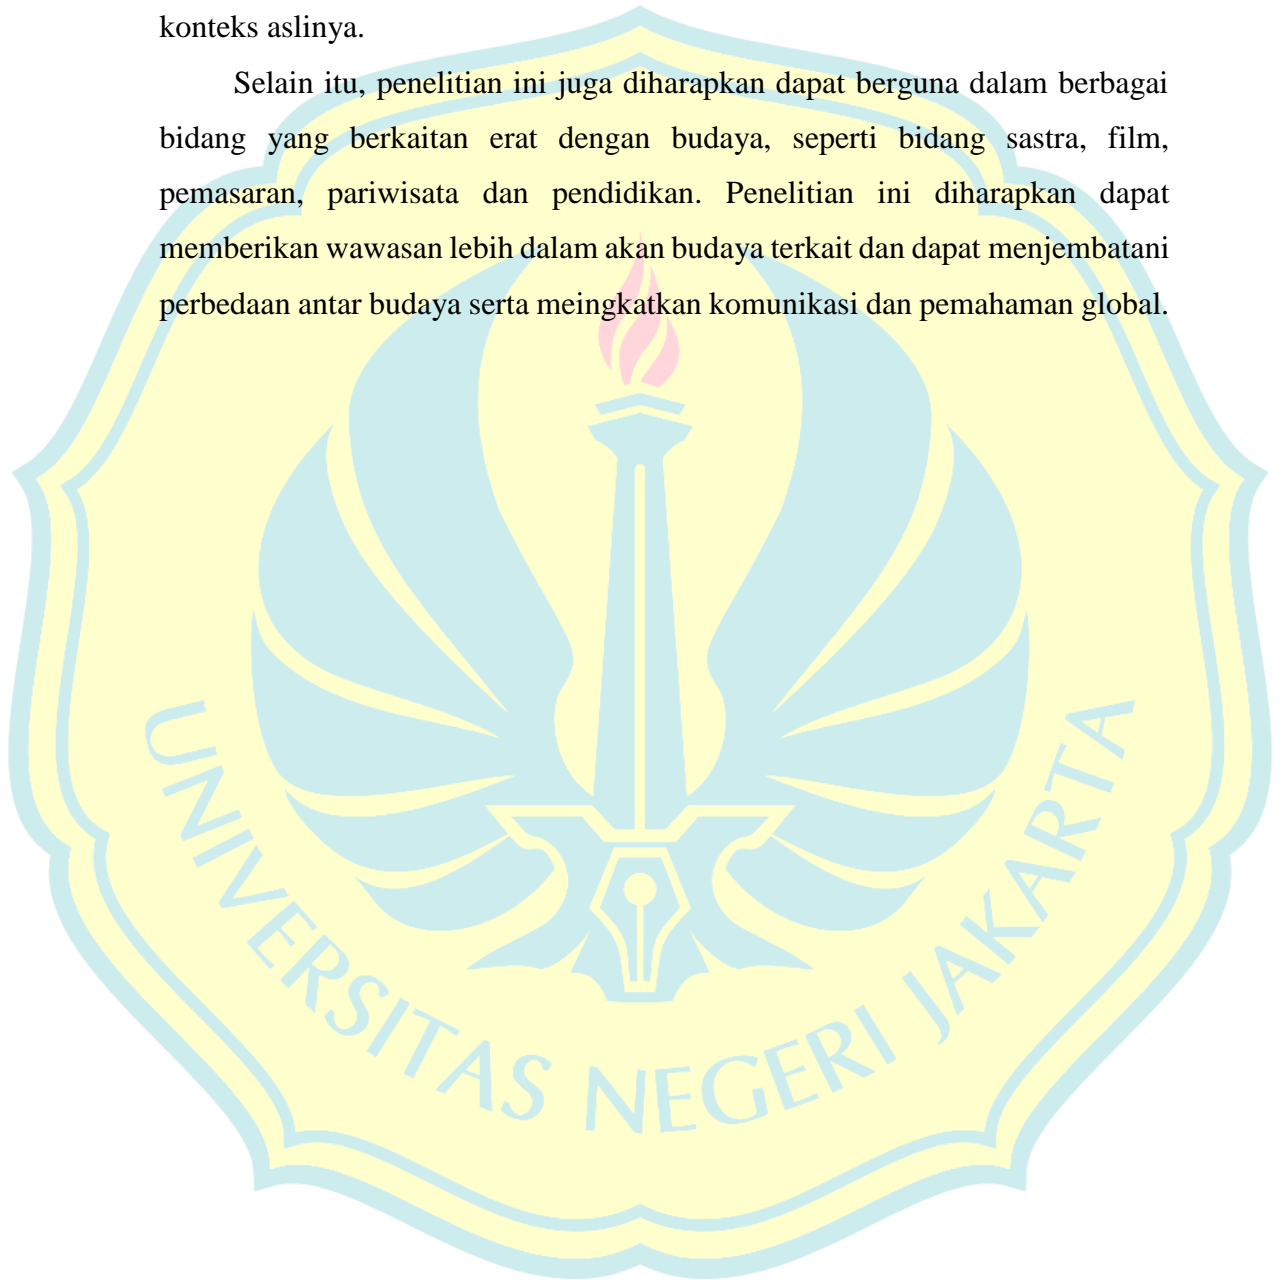 konteks aslinya.
Selain itu, penelitian ini juga diharapkan dapat berguna dalam berbagai
bidang yang berkaitan erat dengan budaya, seperti bidang sastra, film,
pemasaran, pariwisata dan pendidikan. Penelitian ini diharapkan dapat
memberikan wawasan lebih dalam akan budaya terkait dan dapat menjembatani
perbedaan antar budaya serta meingkatkan komunikasi dan pemahaman global.
UNIVERSITAS NEGERI JAKARTA